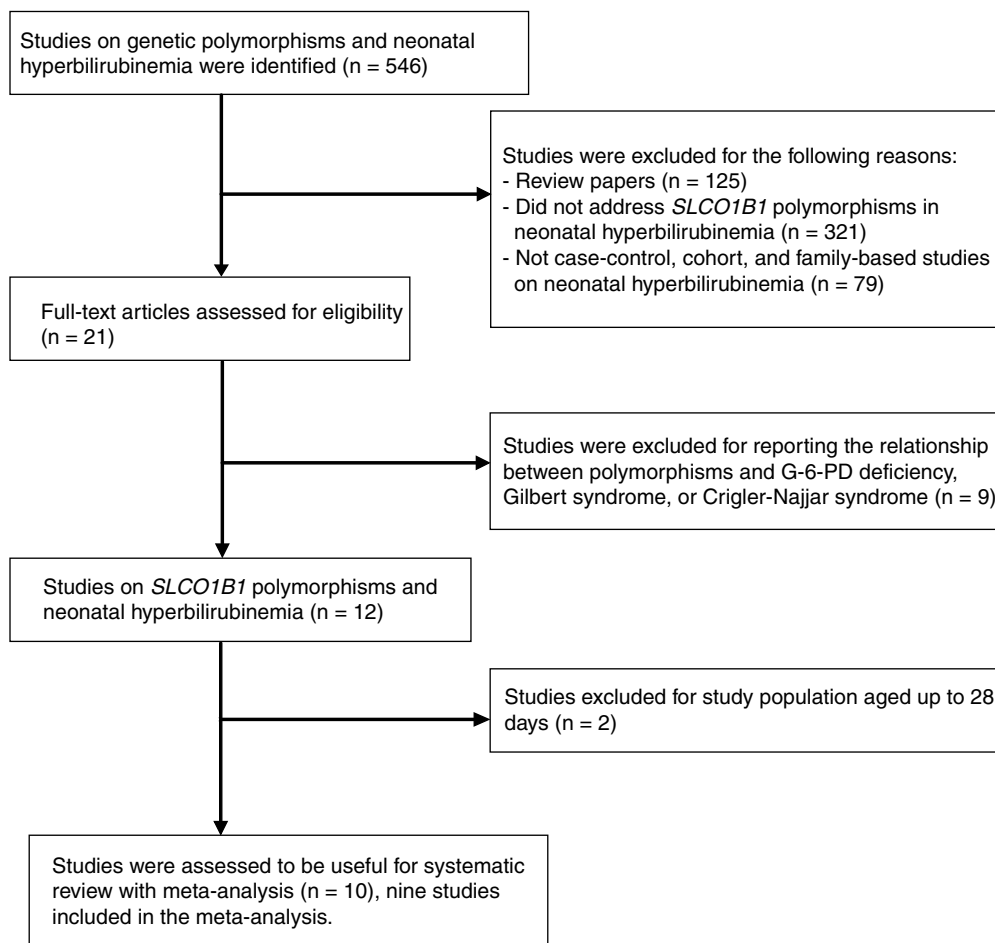 Studies on genetic polymorphisms and neonatal
hyperbilirubinemia were identified (n = 546)
Studies were excluded for the following reasons:
- Review papers (n = 125)
- Did not address SLCO1B1 polymorphisms in
neonatal hyperbilirubinemia (n = 321)
- Not case-control, cohort, and family-based studies
on neonatal hyperbilirubinemia (n = 79)
Full-text articles assessed for eligibility
(n = 21)
Studies were excluded for reporting the relationship
between polymorphisms and G-6-PD deficiency,
Gilbert syndrome, or Crigler-Najjar syndrome (n = 9)
Studies on SLCO1B1 polymorphisms and
neonatal hyperbilirubinemia (n = 12)
Studies excluded for study population aged up to 28
days (n = 2)
Studies were assessed to be useful for systematic
review with meta-analysis (n = 10), nine studies
included in the meta-analysis.